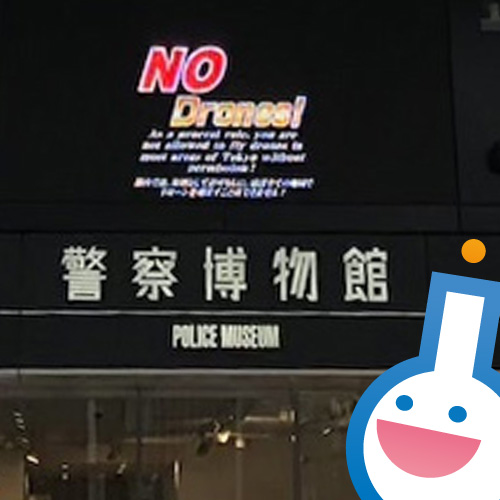 NO
Drones!
As a general rule, you are
not allowed to fly drones in
most areas of Tokyo without
permission!
警察博物館
POLICE MUSEUM